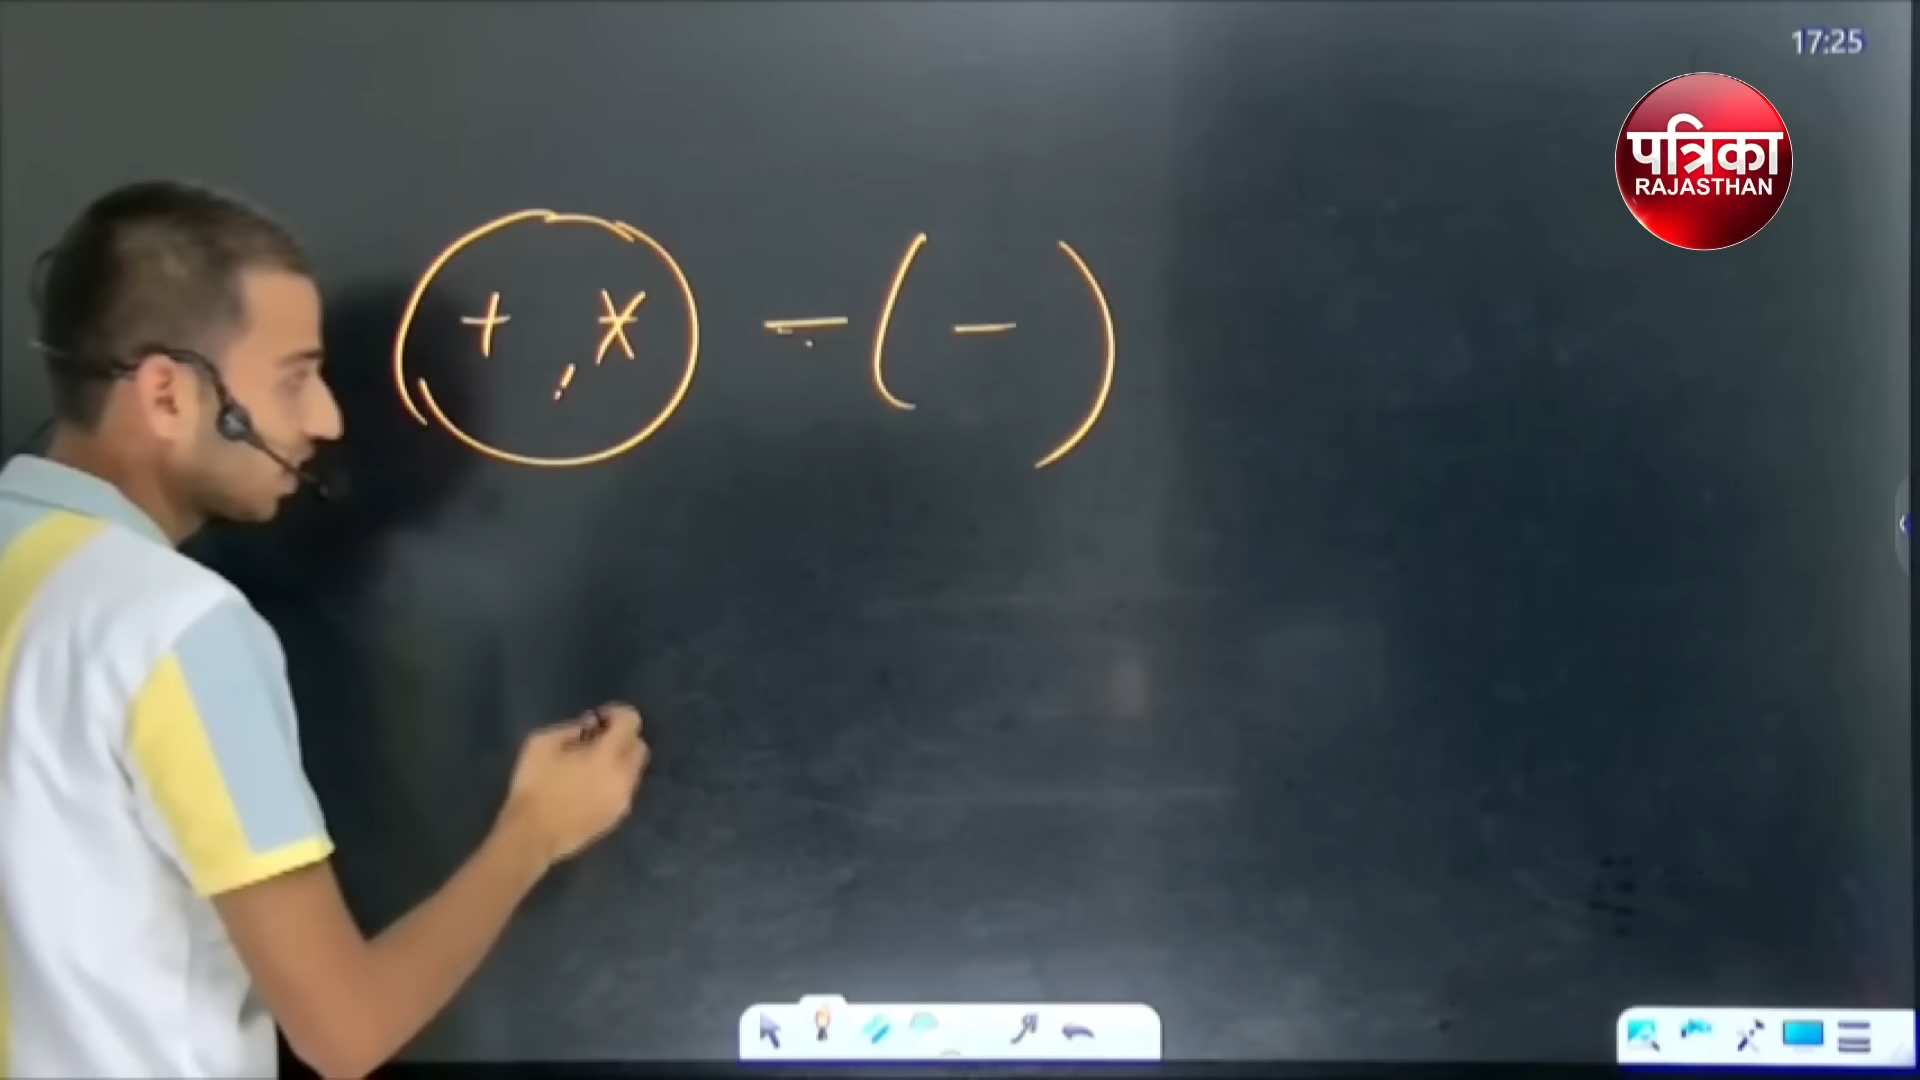 17:25
पत्रिका
RAJASTHAN
+ , * - ( - )